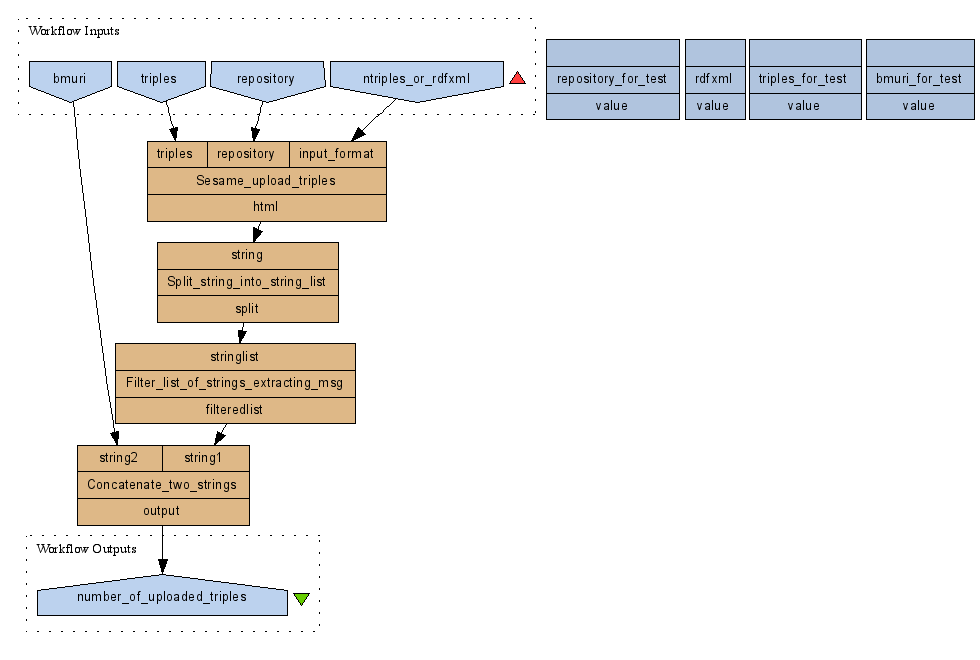 Workflow Inputs
bmuri triples repository ntriples_or_rdfxml
repository_for_test rdfxml triples_for_test bmuri_for_test
value value value value
triples repository input_format
Sesame_upload_triples
html
string
Split_string_into_string_list
split
stringlist
Filter_list_of_strings_extracting_msg
filteredlist
string2 string1
Concatenate_two_strings
output
Workflow Outputs
number_of_uploaded_triples